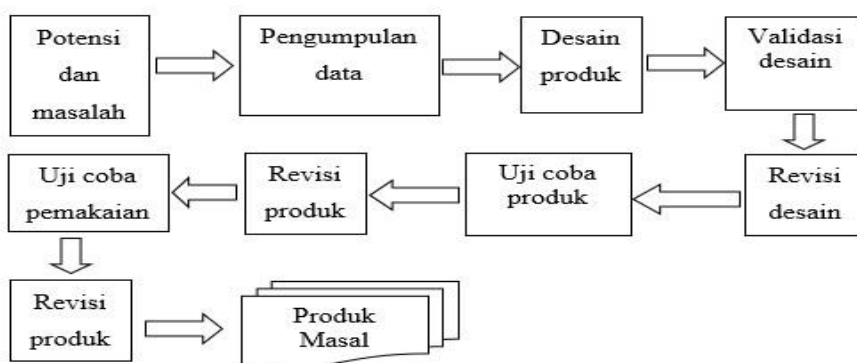 Potensi
dan
masalah
Pengumpulan
data
Desain
produk
Validasi
desain
Revisi
desain
Uji coba
produk
Revisi
produk
Uji coba
pemakaian
Revisi
produk
Produk
Masal